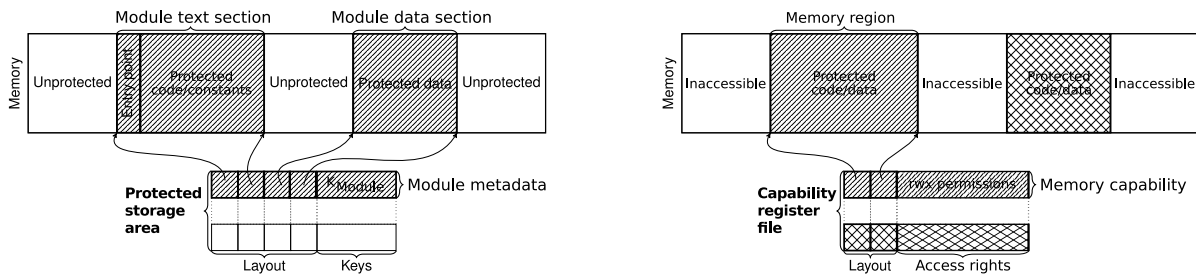 Module text section
Module data section
Memory
Unprotected
Entry point
Protected
code/constants
Unprotected
Protected data
Unprotected
Protected
storage
area
KModule
Module metadata
Layout
Keys
Memory region
Memory
Inaccessible
Protected
code/data
Inaccessible
Protected
code/data
Inaccessible
Capability
register
file
rwx permissions
Memory capability
Layout
Access rights